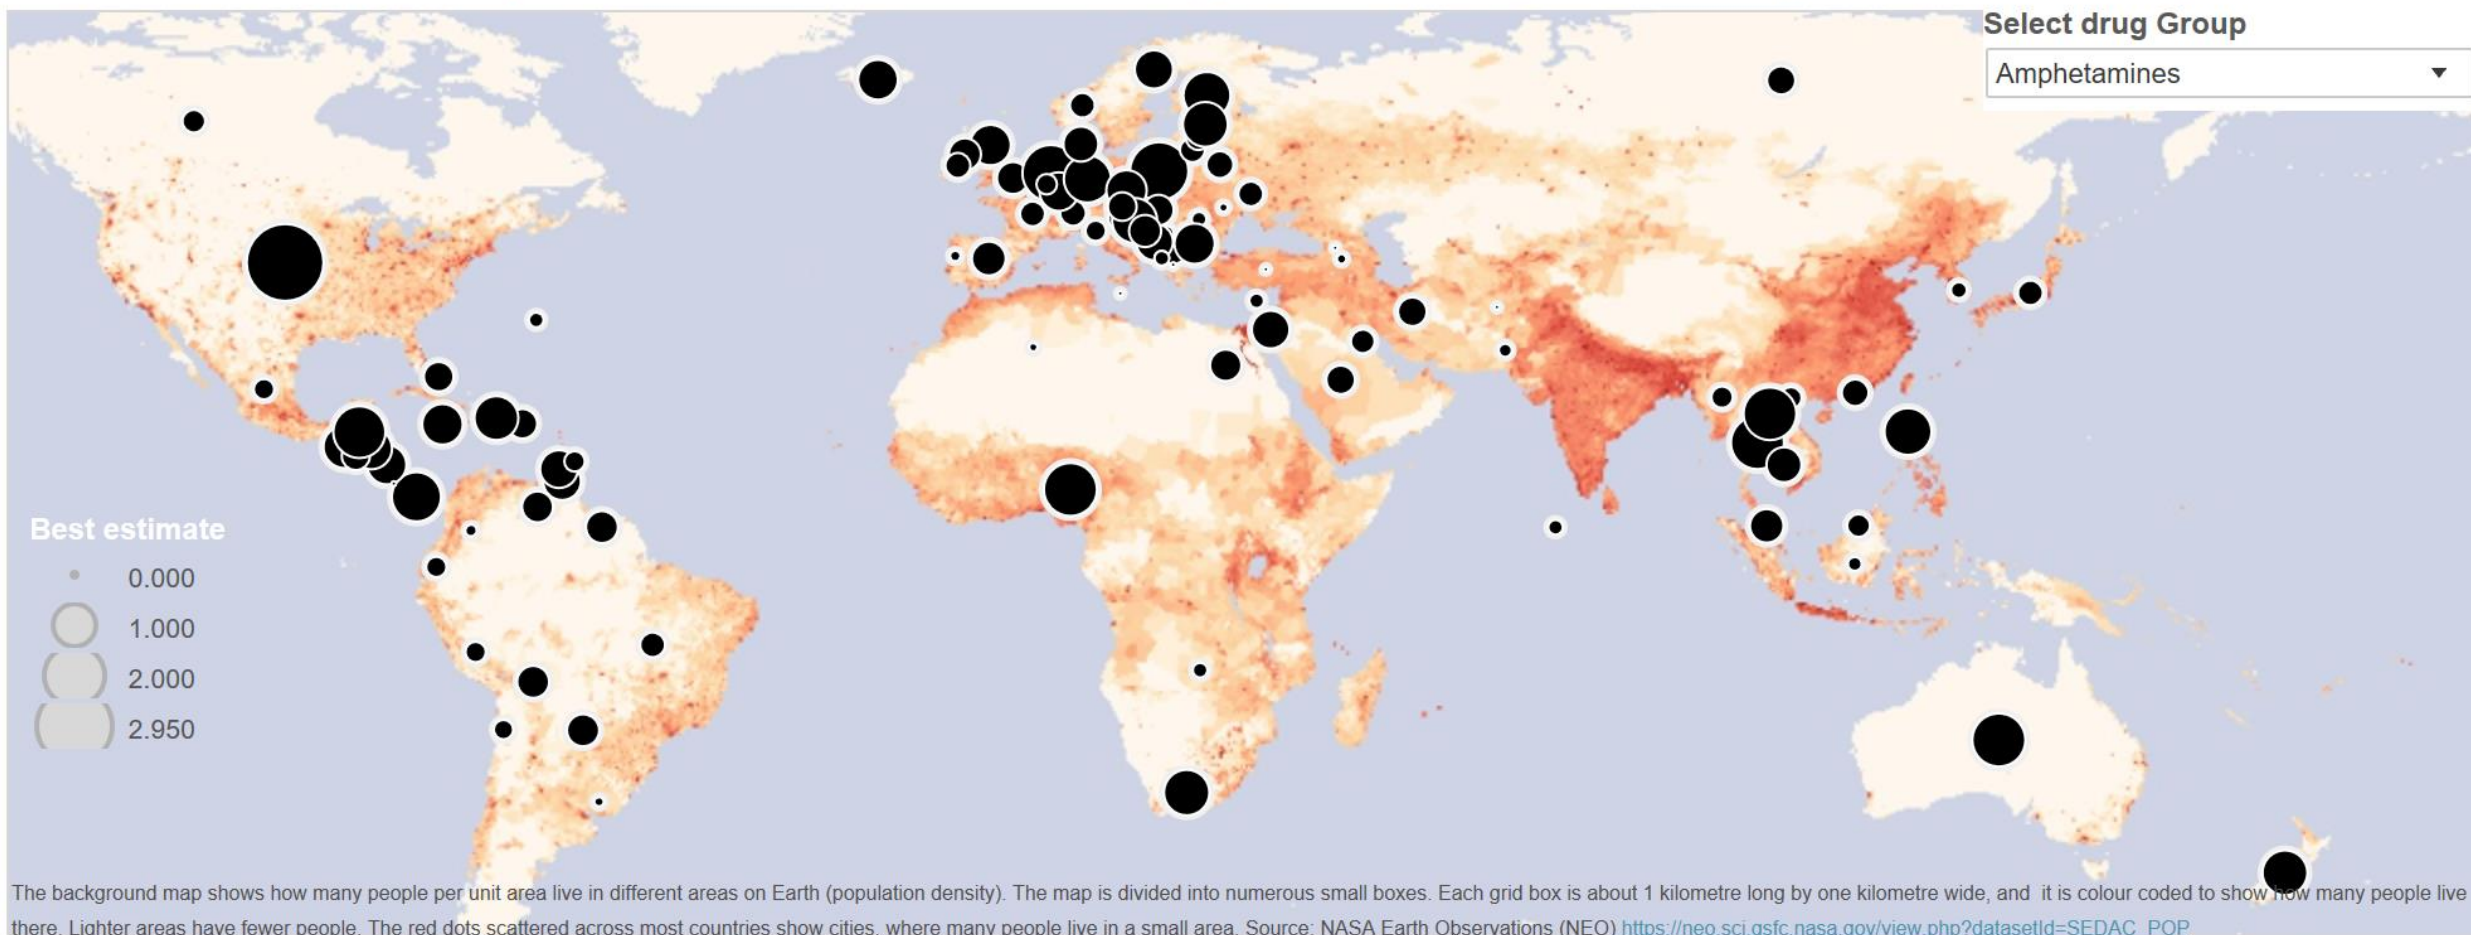 Select drug Group
Amphetamines
Best estimate
0.000
1.000
2.000
2.950
The background map shows how many people per unit area live in different areas on Earth (population density). The map is divided into numerous small boxes. Each grid box is about 1 kilometre long by one kilometre wide, and it is colour coded to show how many people live
there. Lighter areas have fewer people. The red dots scattered across most countries show cities, where many people live in a small area. Source: NASA Earth Observations (NEO) https://neo.sci.gsfc.nasa.gov/view.php?datasetId=SEDAC_POP